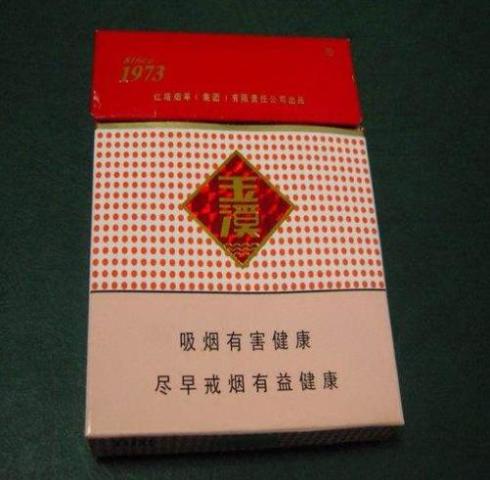 Since
1973
红塔烟草（集团）有限责任公司出品
玉溪
吸烟有害健康
尽早戒烟有益健康